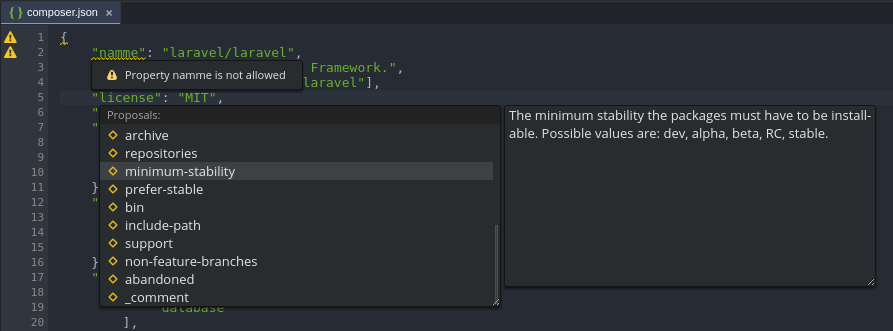 { } composer.json ×
1 {
2 "namme": "laravel/laravel",
Property namme is not allowed
3 Framework.",
4 laravel"],
5 "license": "MIT",
6 "
7 "
8
9
10
11 }
12 "
13
14
15
16 }
17 "
18
19 database
20 ],
Proposals:
archive
repositories
minimum-stability
prefer-stable
bin
include-path
support
non-feature-branches
abandoned
_comment
The minimum stability the packages must have to be install-
able. Possible values are: dev, alpha, beta, RC, stable.